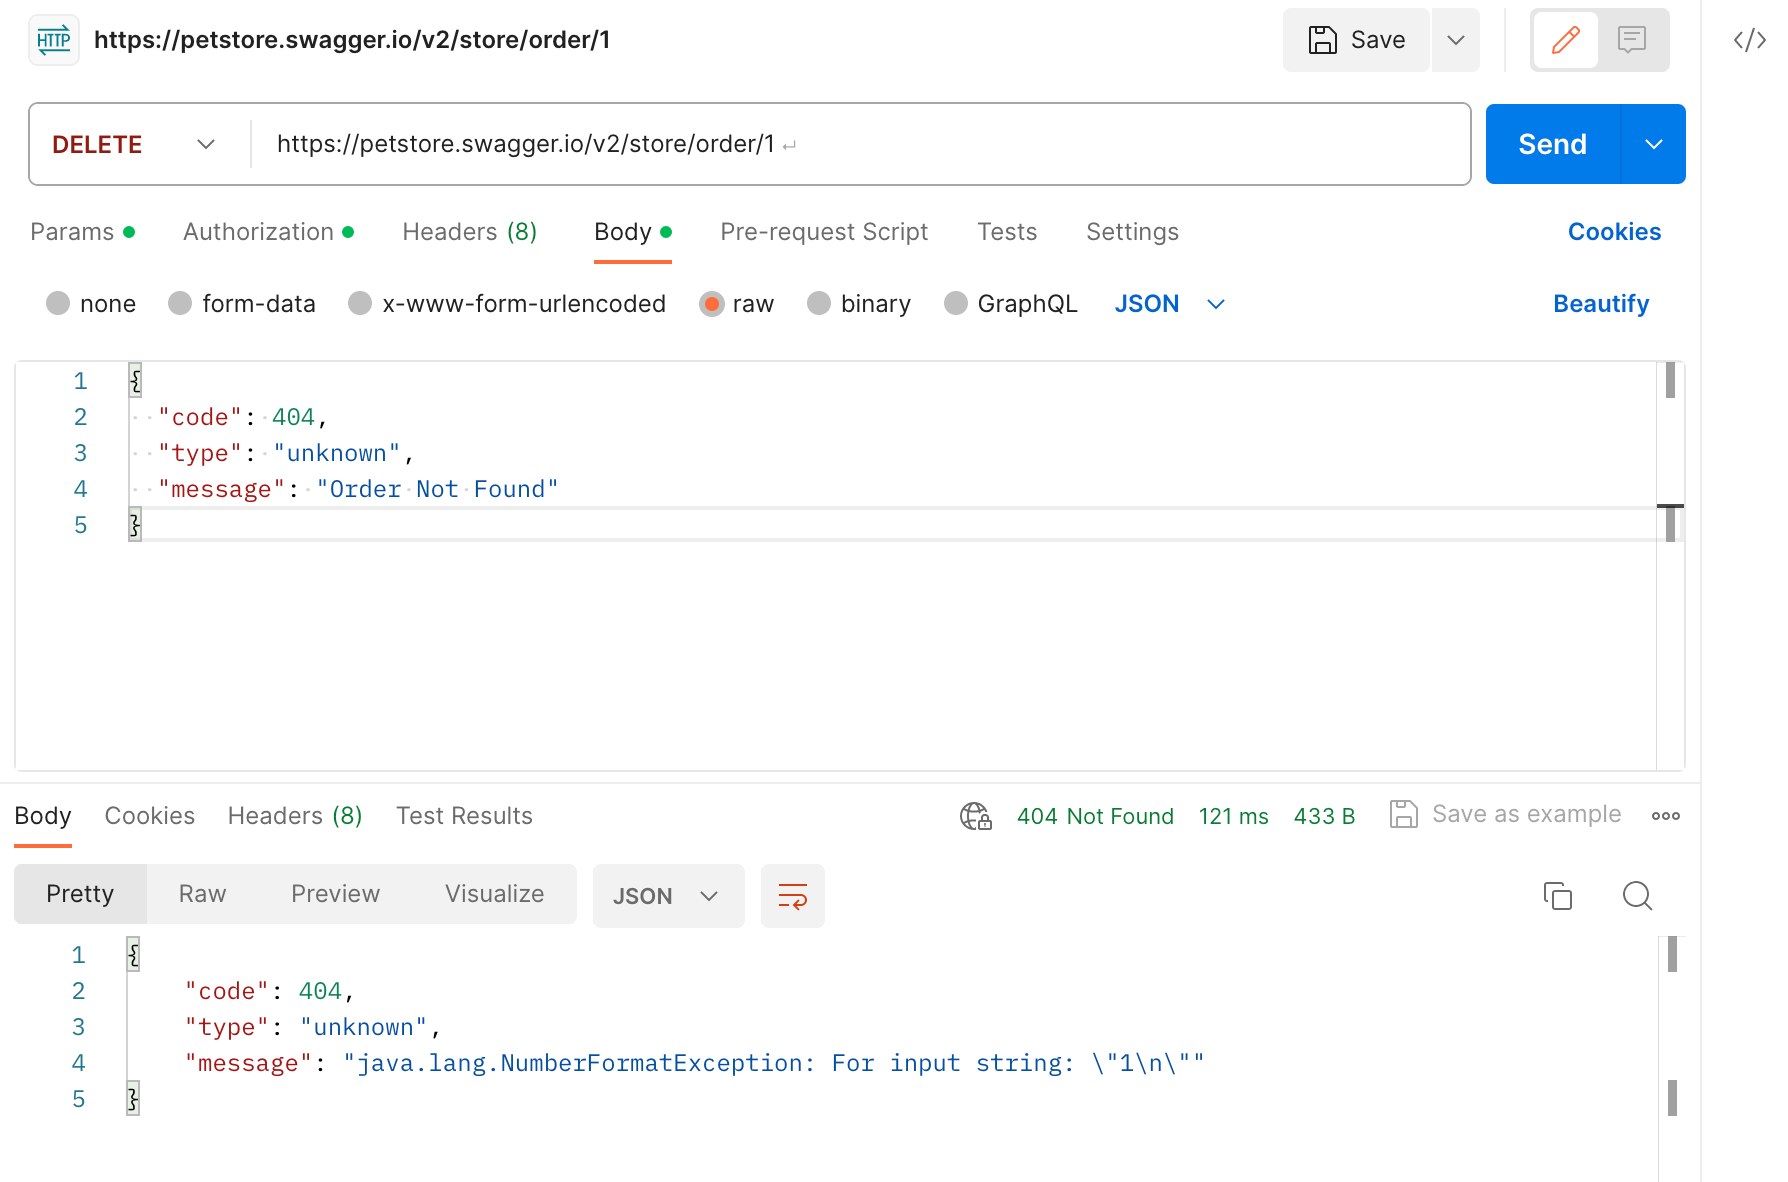 HTTP https://petstore.swagger.io/v2/store/order/1 Save </>
DELETE https://petstore.swagger.io/v2/store/order/1 ↵ Send
Params Authorization Headers (8) Body Pre-request Script Tests Settings Cookies
none form-data x-www-form-urlencoded raw binary GraphQL JSON Beautify
1 {
2 "code": 404,
3 "type": "unknown",
4 "message": "Order Not Found"
5 }
Body Cookies Headers (8) Test Results 404 Not Found 121 ms 433 B Save as example
Pretty Raw Preview Visualize JSON
1 {
2 "code": 404,
3 "type": "unknown",
4 "message": "java.lang.NumberFormatException: For input string: \"1\n\""
5 }